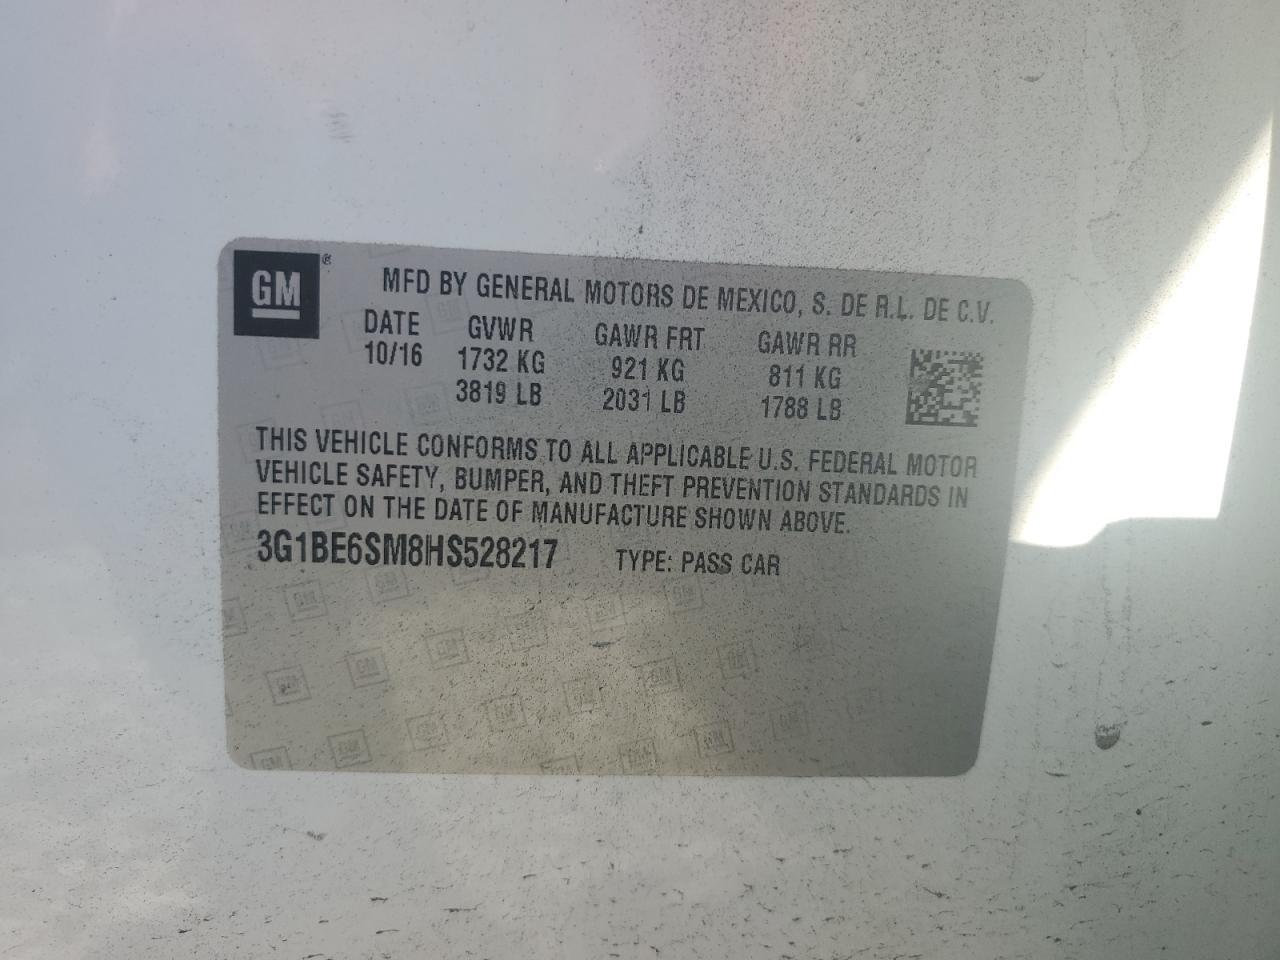 GM ®
MFD BY GENERAL MOTORS DE MEXICO, S. DE R.L. DE C.V.
DATE GVWR GAWR FRT GAWR RR
10/16 1732 KG 921 KG 811 KG
3819 LB 2031 LB 1788 LB
THIS VEHICLE CONFORMS TO ALL APPLICABLE U.S. FEDERAL MOTOR
VEHICLE SAFETY, BUMPER, AND THEFT PREVENTION STANDARDS IN
EFFECT ON THE DATE OF MANUFACTURE SHOWN ABOVE.
3G1BE6SM8HS528217 TYPE: PASS CAR